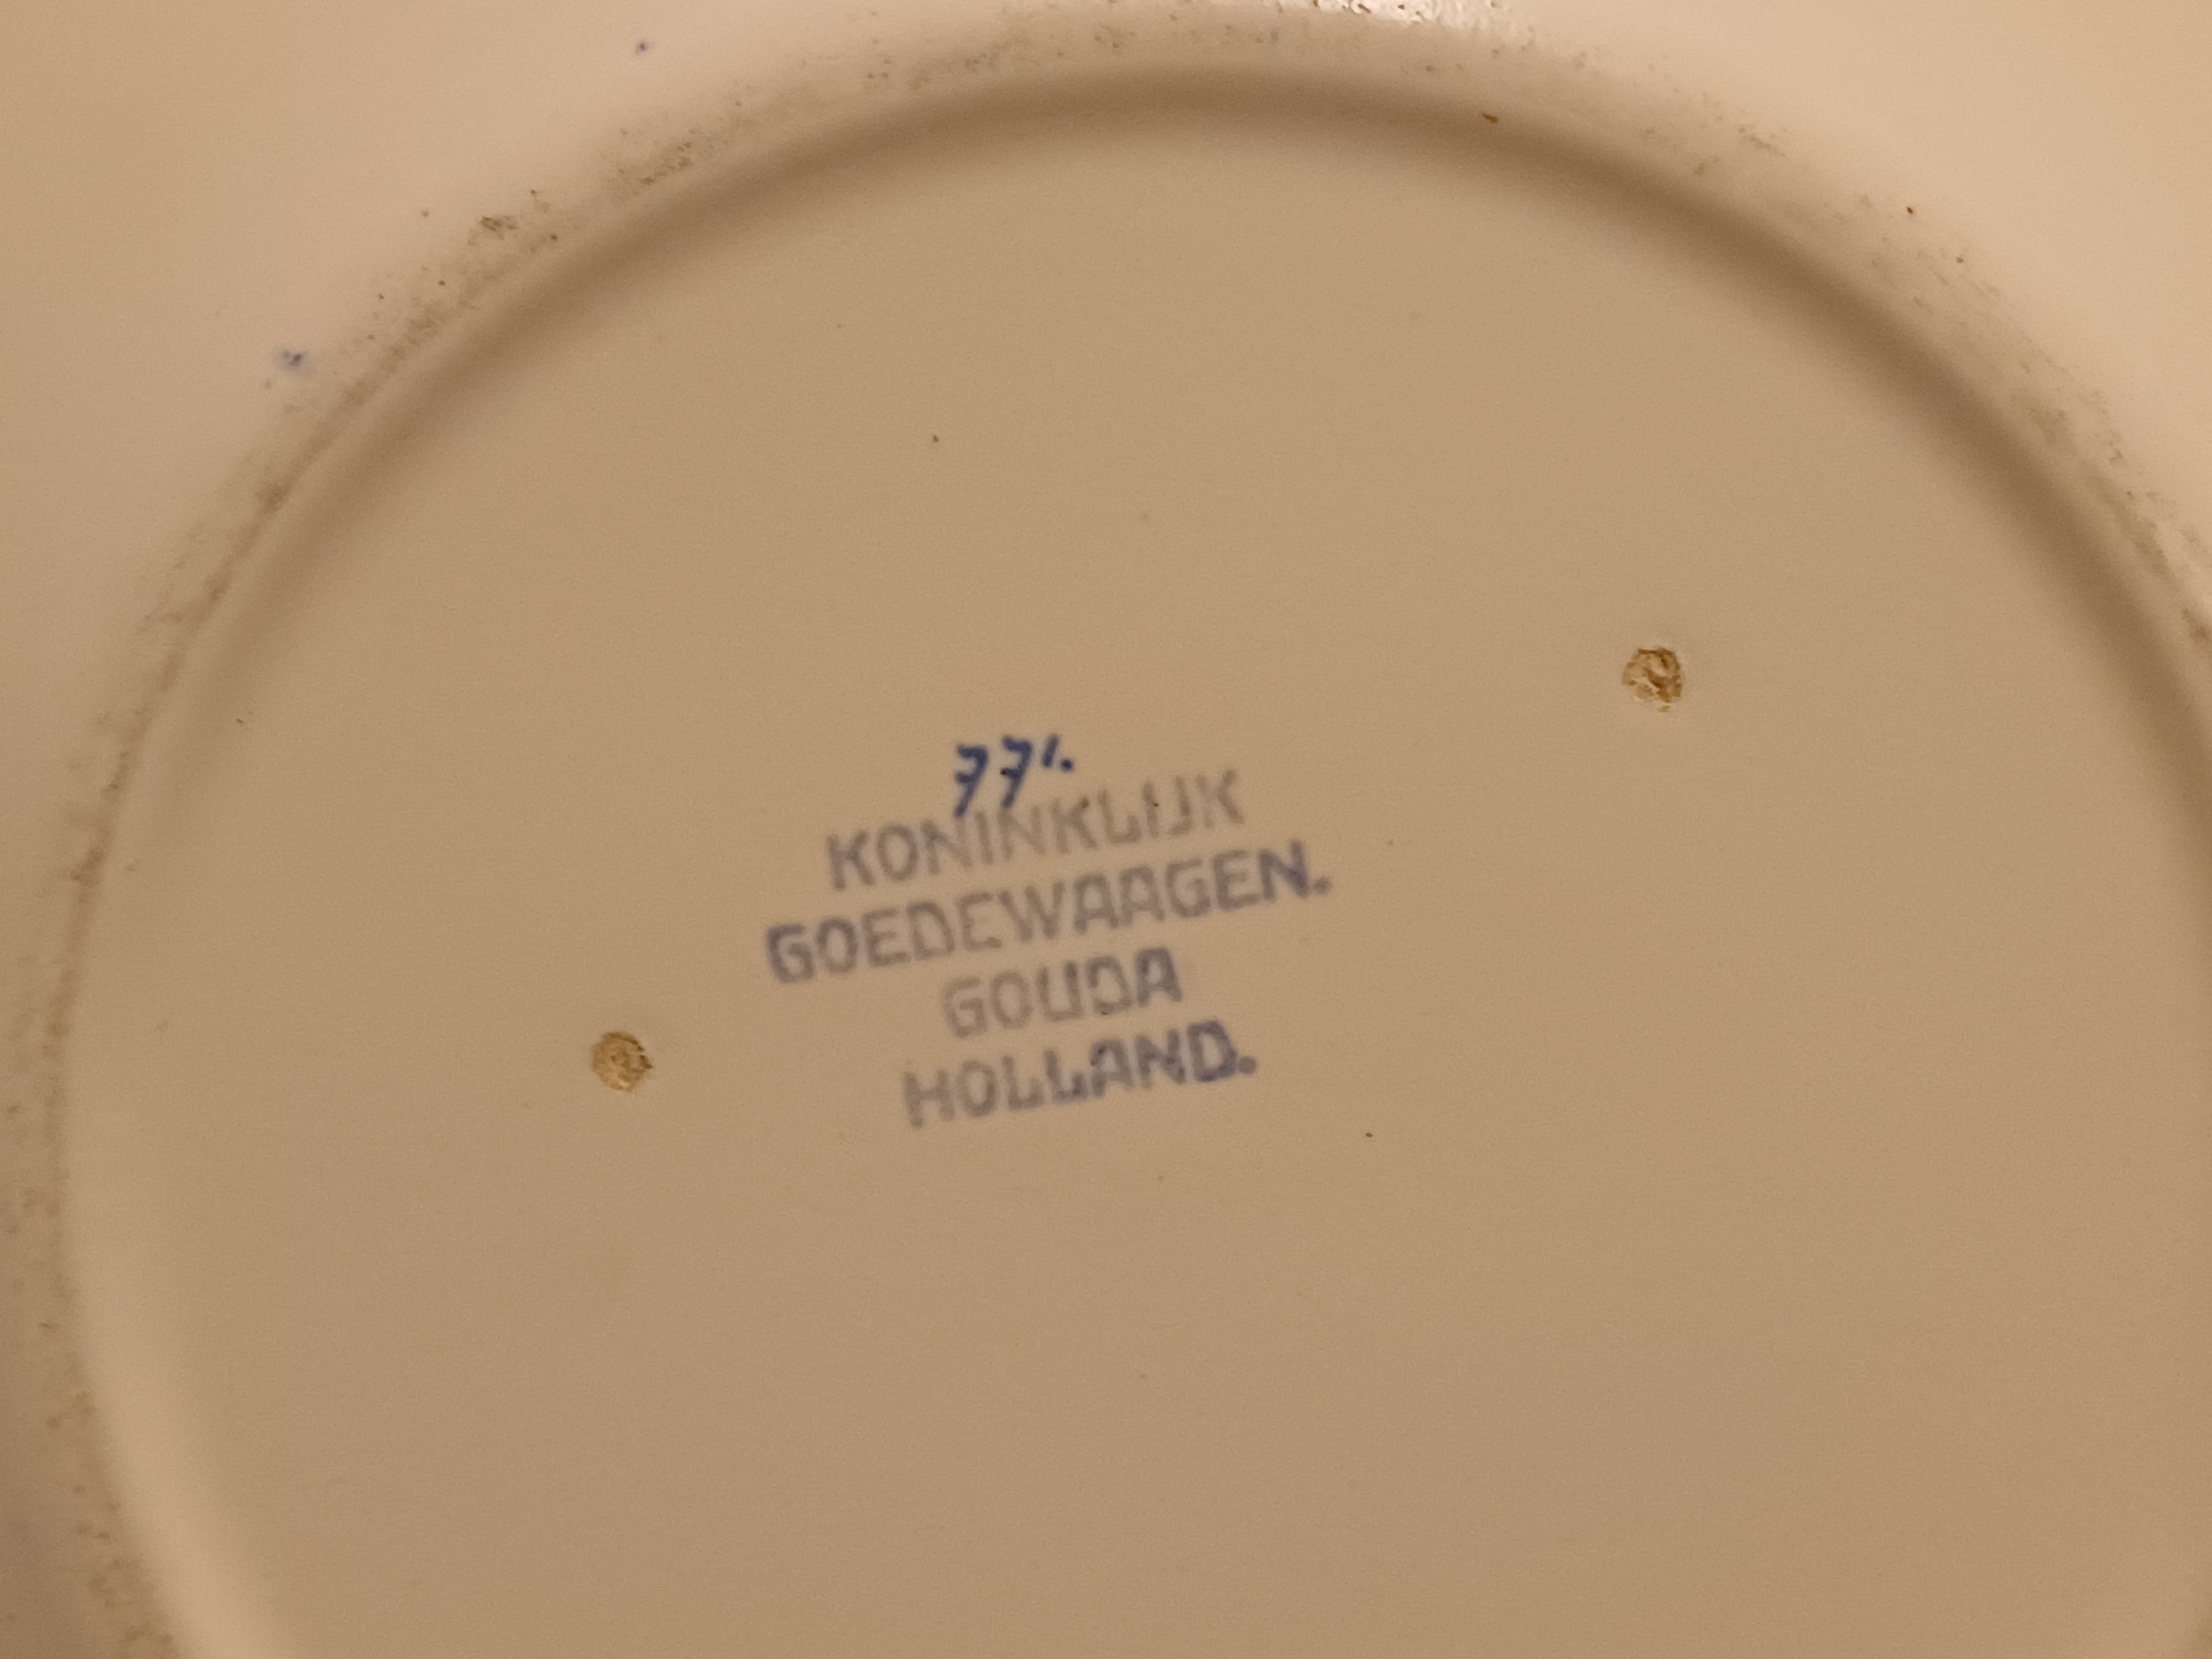 77.
KONINKLIJK
GOEDEWAAGEN.
GOUDA
HOLLAND.